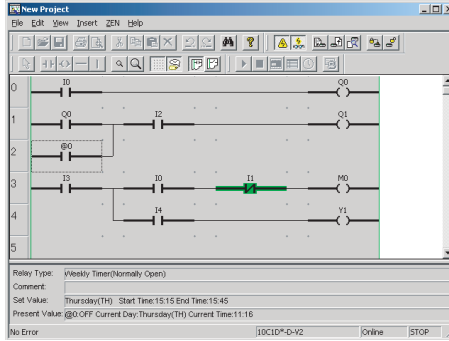 New Project
File Edit View Insert ZEN Help
0 I0 Q0
1 Q0 I2 Q1
2 @0
3 I3 I0 I1 M0
4 I4 Y1
5
Relay Type: Weekly Timer(Normally Open)
Comment:
Set Value: Thursday(TH) Start Time:15:15 End Time:15:45
Present Value: @0:OFF Current Day:Thursday(TH) Current Time:11:16
No Error 10C1D*-D-V2 Online STOP